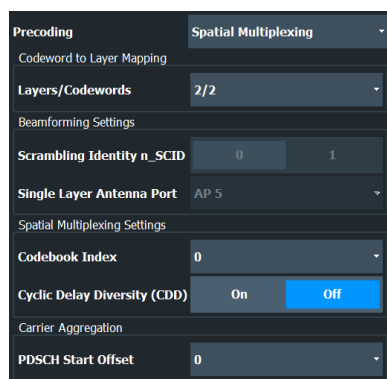 Precoding Spatial Multiplexing
Codeword to Layer Mapping
Layers/Codewords 2/2
Beamforming Settings
Scrambling Identity n_SCID 0 1
Single Layer Antenna Port AP 5
Spatial Multiplexing Settings
Codebook Index 0
Cyclic Delay Diversity (CDD) On Off
Carrier Aggregation
PDSCH Start Offset 0